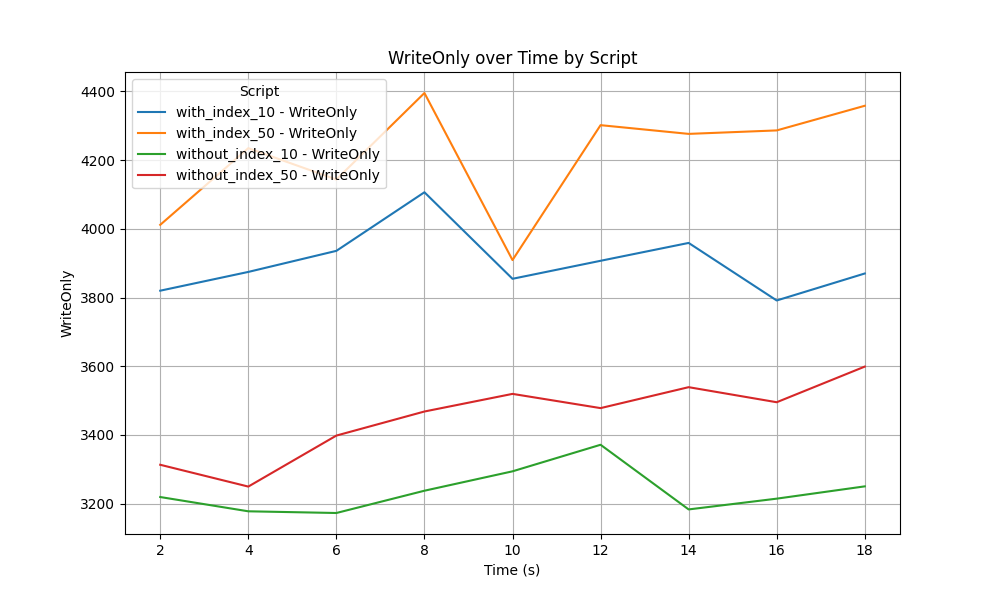 WriteOnly over Time by Script
Script
with_index_10 - WriteOnly
with_index_50 - WriteOnly
without_index_10 - WriteOnly
without_index_50 - WriteOnly
4400
4200
4000
3800
3600
3400
3200
WriteOnly
2 4 6 8 10 12 14 16 18
Time (s)